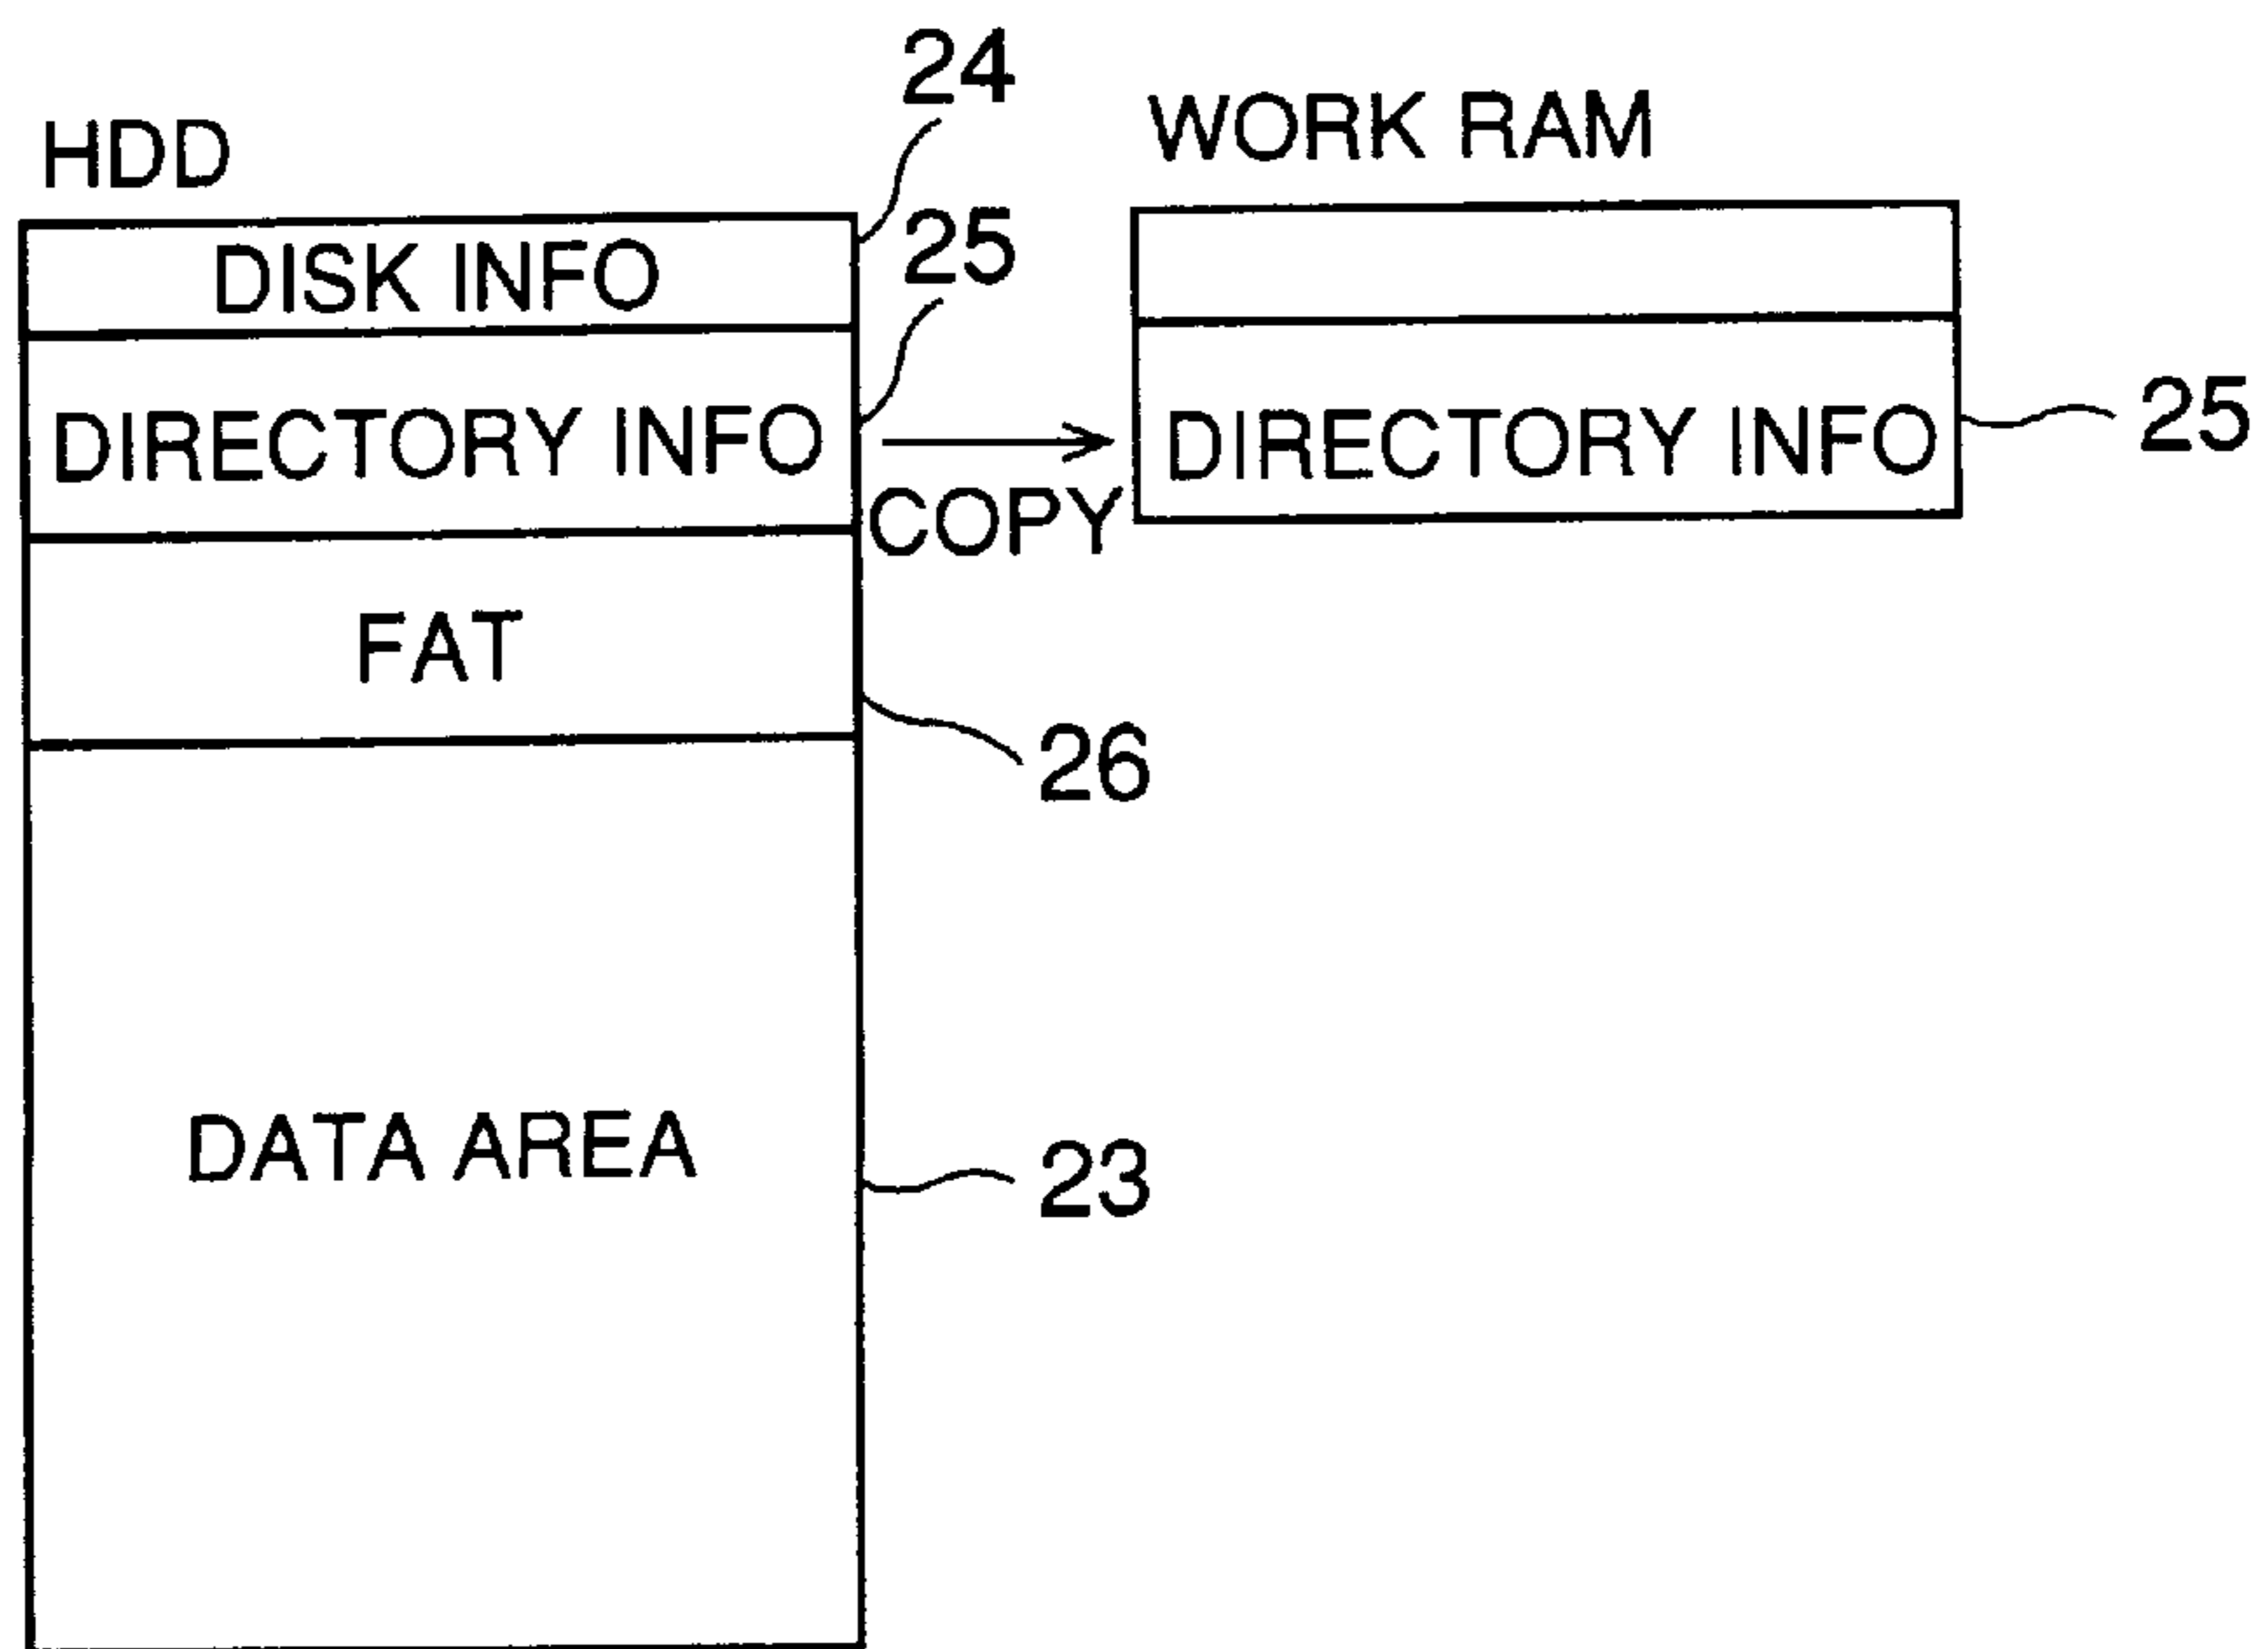 24
HDD
WORK RAM
DISK INFO
25
DIRECTORY INFO
COPY
DIRECTORY INFO
25
FAT
26
DATA AREA
23